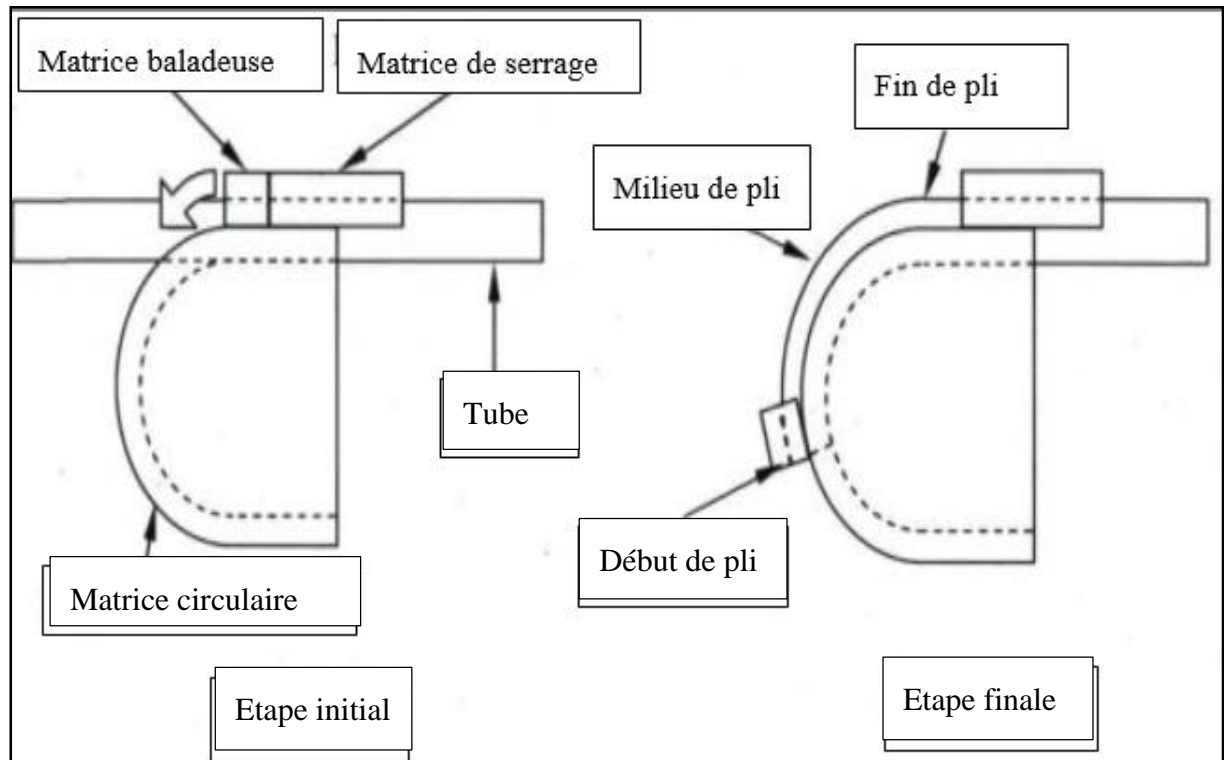 Matrice baladeuse
Matrice de serrage
Fin de pli
Milieu de pli
Tube
Début de pli
Matrice circulaire
Etape initial
Etape finale